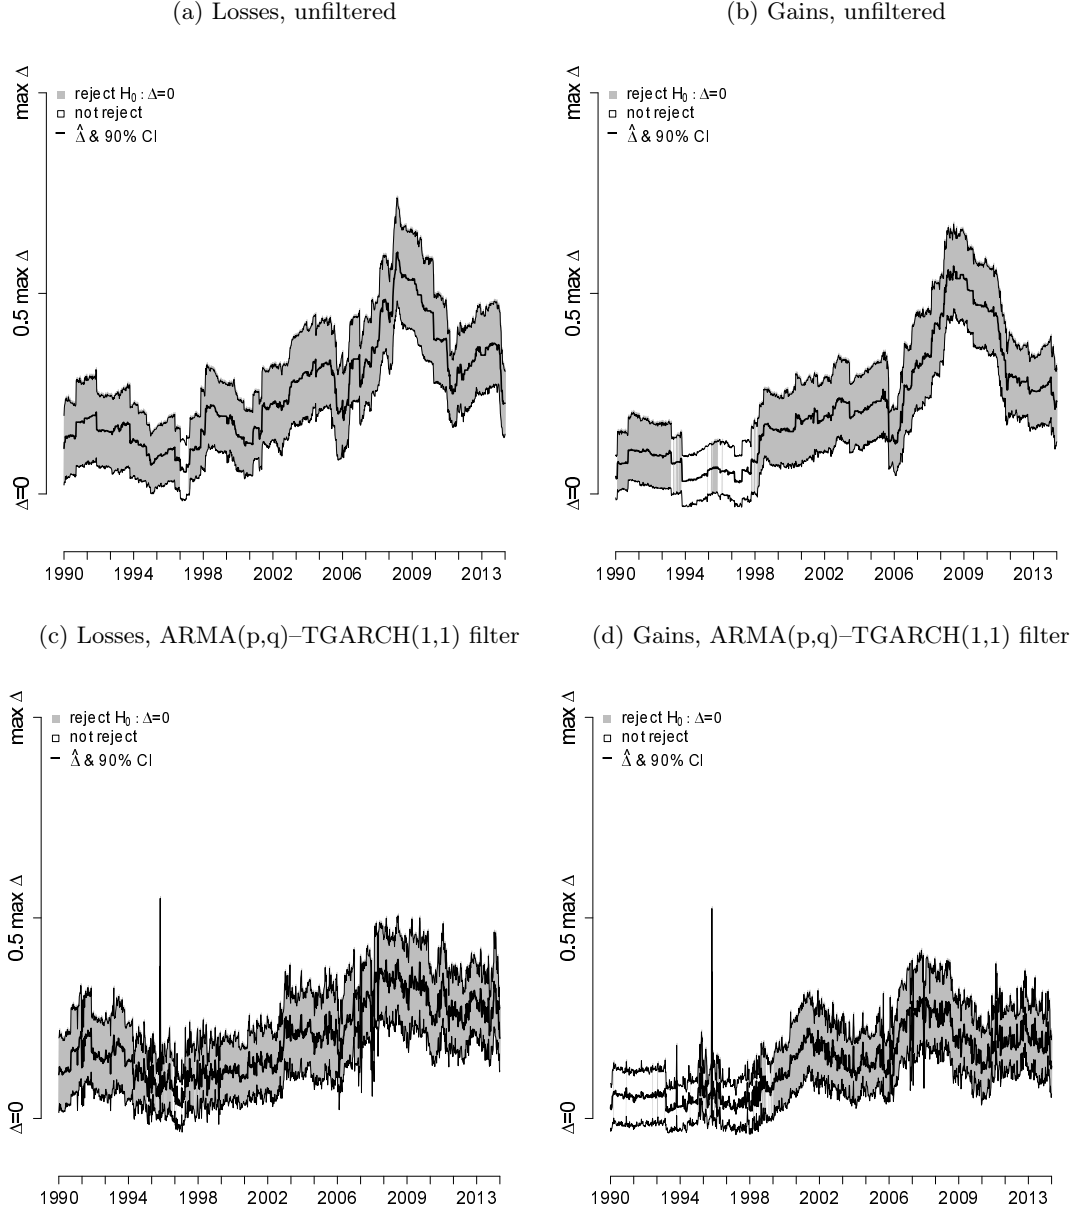 (a) Losses, unfiltered
max Δ
0.5 max Δ
Δ=0
reject H₀ : Δ=0
not reject
Δ̂ & 90% CI
1990 1994 1998 2002 2006 2009 2013
(b) Gains, unfiltered
max Δ
0.5 max Δ
Δ=0
reject H₀ : Δ=0
not reject
Δ̂ & 90% CI
1990 1994 1998 2002 2006 2009 2013
(c) Losses, ARMA(p,q)–TGARCH(1,1) filter
max Δ
0.5 max Δ
Δ=0
reject H₀ : Δ=0
not reject
Δ̂ & 90% CI
1990 1994 1998 2002 2006 2009 2013
(d) Gains, ARMA(p,q)–TGARCH(1,1) filter
max Δ
0.5 max Δ
Δ=0
reject H₀ : Δ=0
not reject
Δ̂ & 90% CI
1990 1994 1998 2002 2006 2009 2013